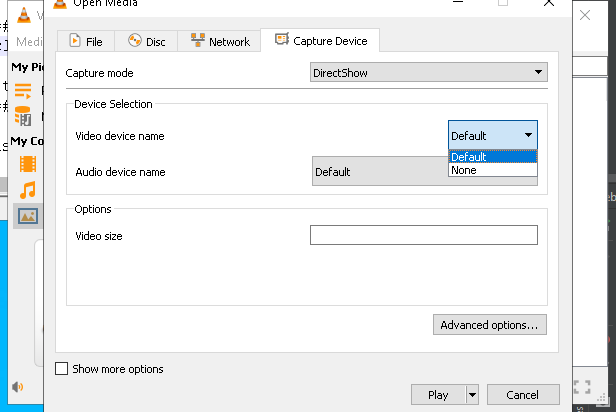 Open Media
Medi
File
Disc
Network
Capture Device
My Pi
My Co
Capture mode
DirectShow
Device Selection
Video device name
Default
Default
None
Audio device name
Default
Options
Video size
Advanced options...
Show more options
Play
Cancel